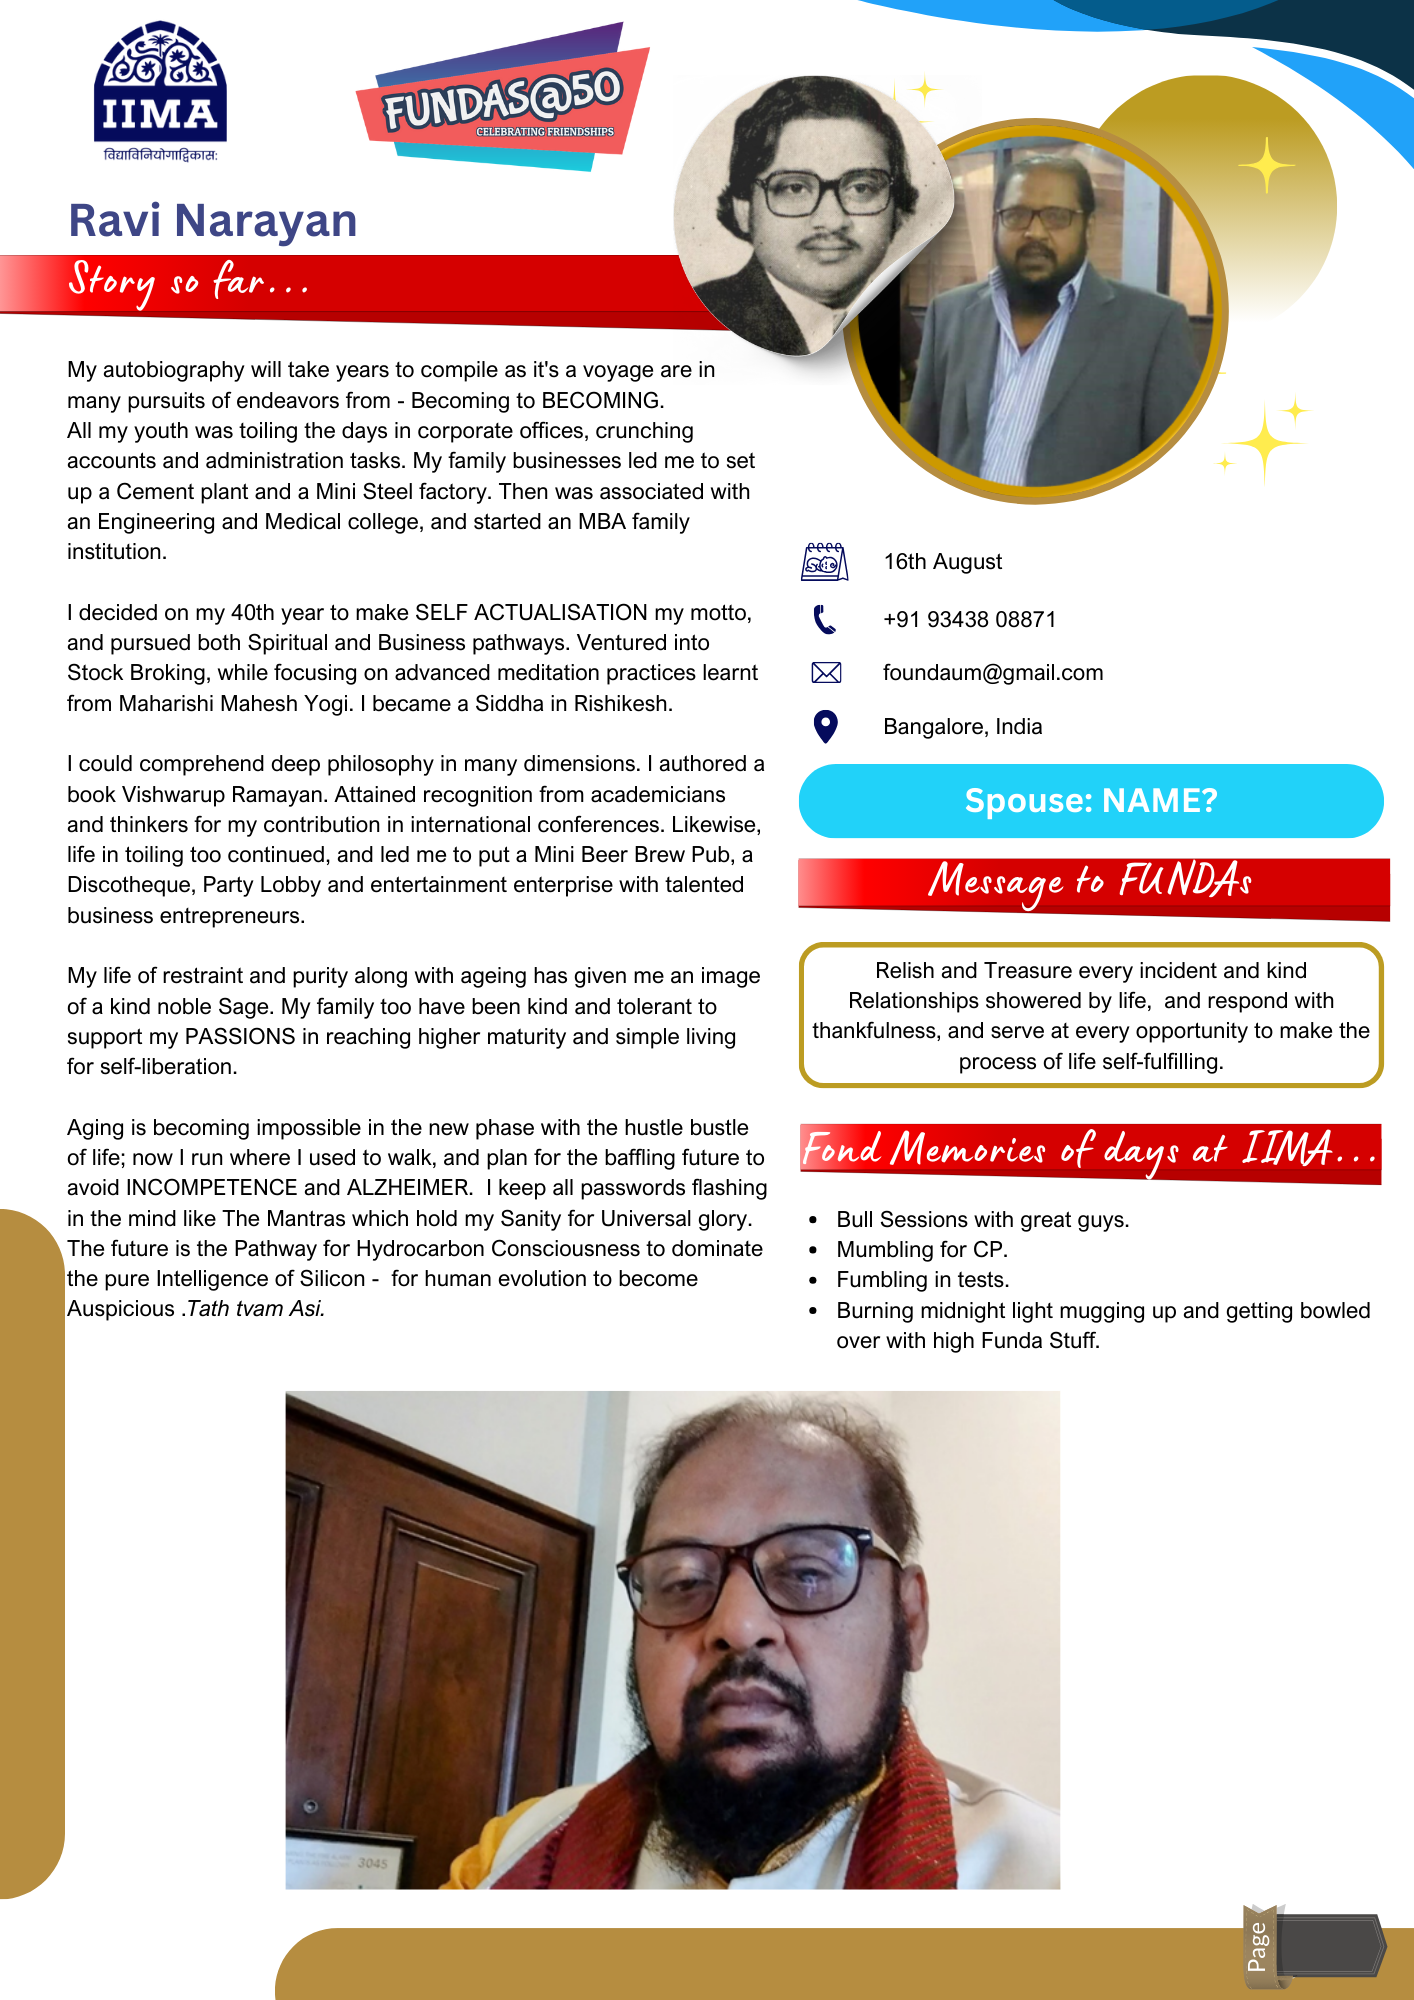 IIMA
विद्याविनियोगाद्विकास:
FUNDAS@50
CELEBRATING FRIENDSHIPS
Ravi Narayan
Story so far...
My autobiography will take years to compile as it's a voyage are in
many pursuits of endeavors from - Becoming to BECOMING.
All my youth was toiling the days in corporate offices, crunching
accounts and administration tasks. My family businesses led me to set
up a Cement plant and a Mini Steel factory. Then was associated with
an Engineering and Medical college, and started an MBA family
institution.
I decided on my 40th year to make SELF ACTUALISATION my motto,
and pursued both Spiritual and Business pathways. Ventured into
Stock Broking, while focusing on advanced meditation practices learnt
from Maharishi Mahesh Yogi. I became a Siddha in Rishikesh.
I could comprehend deep philosophy in many dimensions. I authored a
book Vishwarup Ramayan. Attained recognition from academicians
and thinkers for my contribution in international conferences. Likewise,
life in toiling too continued, and led me to put a Mini Beer Brew Pub, a
Discotheque, Party Lobby and entertainment enterprise with talented
business entrepreneurs.
My life of restraint and purity along with ageing has given me an image
of a kind noble Sage. My family too have been kind and tolerant to
support my PASSIONS in reaching higher maturity and simple living
for self-liberation.
Aging is becoming impossible in the new phase with the hustle bustle
of life; now I run where I used to walk, and plan for the baffling future to
avoid INCOMPETENCE and ALZHEIMER.  I keep all passwords flashing
in the mind like The Mantras which hold my Sanity for Universal glory.
The future is the Pathway for Hydrocarbon Consciousness to dominate
the pure Intelligence of Silicon -  for human evolution to become
Auspicious .Tath tvam Asi.
16th August
+91 93438 08871
foundaum@gmail.com
Bangalore, India
Spouse: NAME?
Message to FUNDAs
Relish and Treasure every incident and kind
Relationships showered by life,  and respond with
thankfulness, and serve at every opportunity to make the
process of life self-fulfilling.
Fond Memories of days at IIMA...
• Bull Sessions with great guys.
• Mumbling for CP.
• Fumbling in tests.
• Burning midnight light mugging up and getting bowled
over with high Funda Stuff.
3045
Page